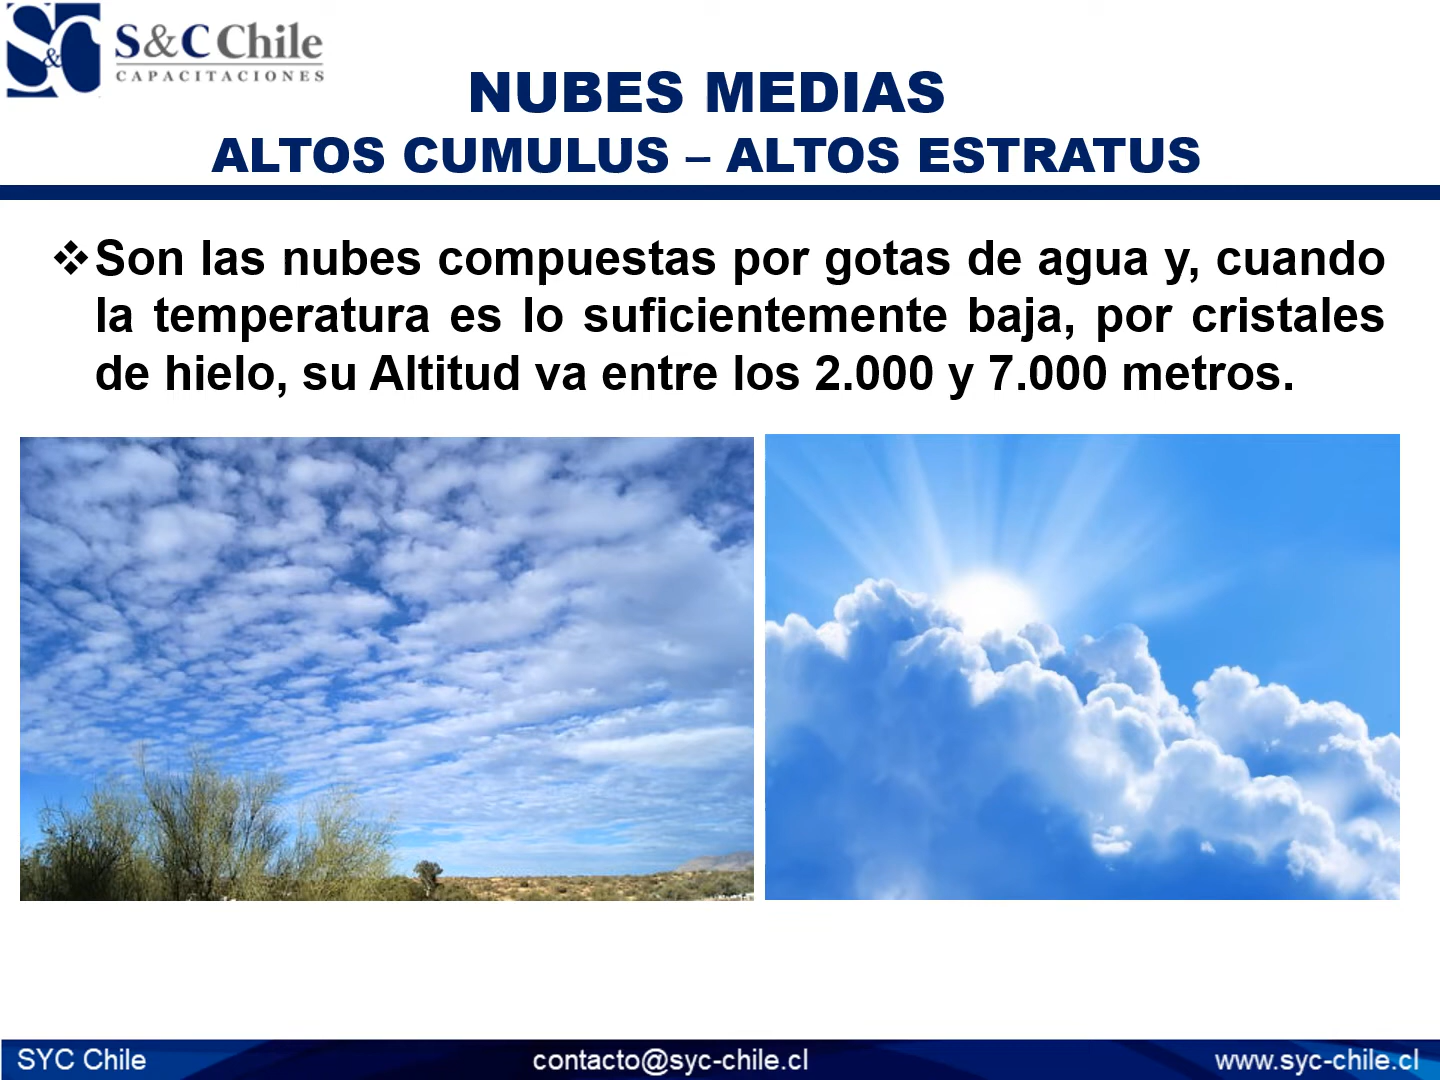 S&C Chile
CAPACITACIONES
NUBES MEDIAS
ALTOS CUMULUS – ALTOS ESTRATUS
❖Son las nubes compuestas por gotas de agua y, cuando
la temperatura es lo suficientemente baja, por cristales
de hielo, su Altitud va entre los 2.000 y 7.000 metros.
SYC Chile contacto@syc-chile.cl www.syc-chile.cl